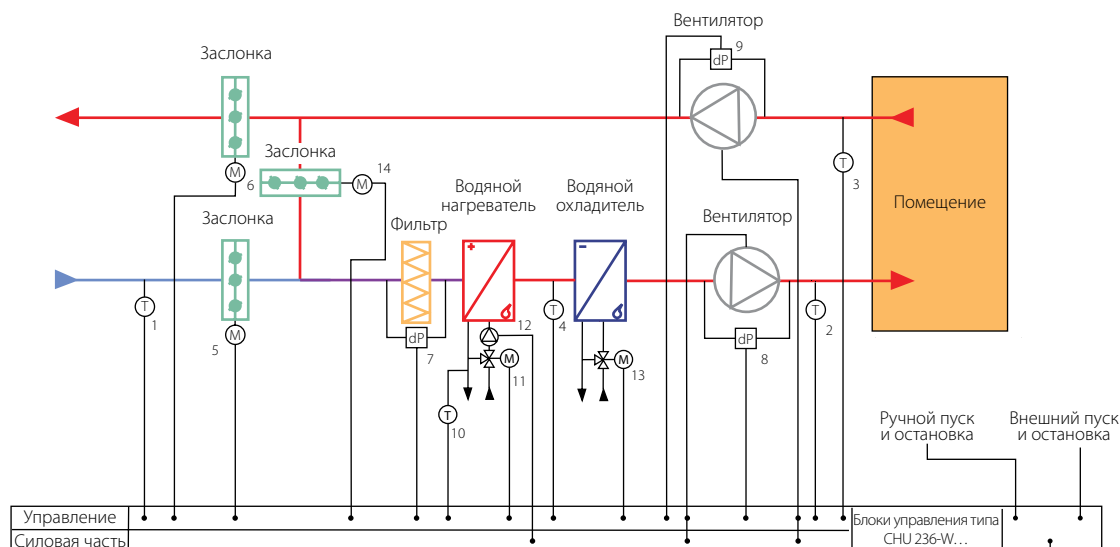 Вентилятор
9
dP
Заслонка
M
6
Заслонка
14
M
T
3
Помещение
Заслонка
Фильтр
Водяной
нагреватель
Водяной
охладитель
Вентилятор
+
-
T
1
M
5
dP
7
12
M
11
T
10
T
4
M
13
dP
8
T
2
Ручной пуск
и остановка
Внешний пуск
и остановка
Управление
Силовая часть
Блоки управления типа
CHU 236-W...